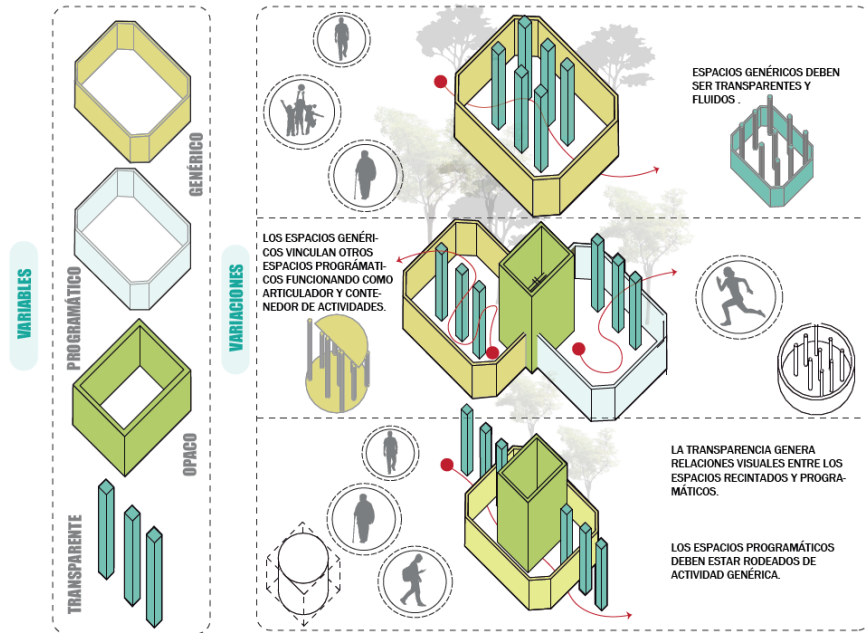 VARIABLES
GENÉRICO
PROGRAMÁTICO
OPACO
TRANSPARENTE
VARIACIONES
ESPACIOS GENÉRICOS DEBEN
SER TRANSPARENTES Y
FLUIDOS .
LOS ESPACIOS GENÉRI-
COS VINCULAN OTROS
ESPACIOS PROGRÁMATI-
COS FUNCIONANDO COMO
ARTICULADOR Y CONTE-
NEDOR DE ACTIVIDADES.
LA TRANSPARENCIA GENERA
RELACIONES VISUALES ENTRE LOS
ESPACIOS RECINTADOS Y PROGRA-
MÁTICOS.
LOS ESPACIOS PROGRAMÁTICOS
DEBEN ESTAR RODEADOS DE
ACTIVIDAD GENÉRICA.